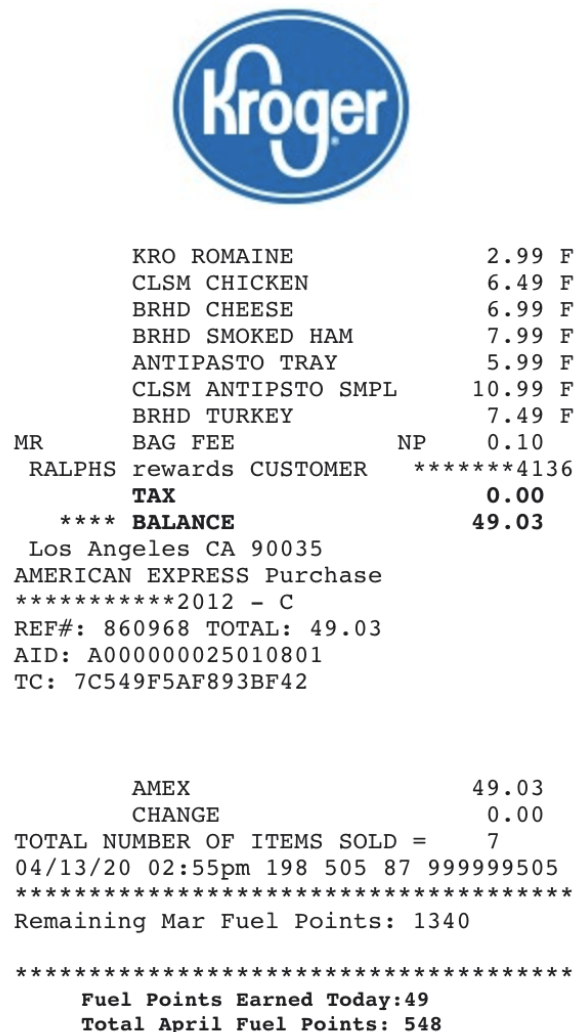 Kroger
KRO ROMAINE 2.99 F
CLSM CHICKEN 6.49 F
BRHD CHEESE 6.99 F
BRHD SMOKED HAM 7.99 F
ANTIPASTO TRAY 5.99 F
CLSM ANTIPSTO SMPL 10.99 F
BRHD TURKEY 7.49 F
MR BAG FEE NP 0.10
RALPHS rewards CUSTOMER *******4136
TAX 0.00
**** BALANCE 49.03
Los Angeles CA 90035
AMERICAN EXPRESS Purchase
***********2012 - C
REF#: 860968 TOTAL: 49.03
AID: A000000025010801
TC: 7C549F5AF893BF42
AMEX 49.03
CHANGE 0.00
TOTAL NUMBER OF ITEMS SOLD = 7
04/13/20 02:55pm 198 505 87 999999505
**************************************
Remaining Mar Fuel Points: 1340
**************************************
Fuel Points Earned Today:49
Total April Fuel Points: 548